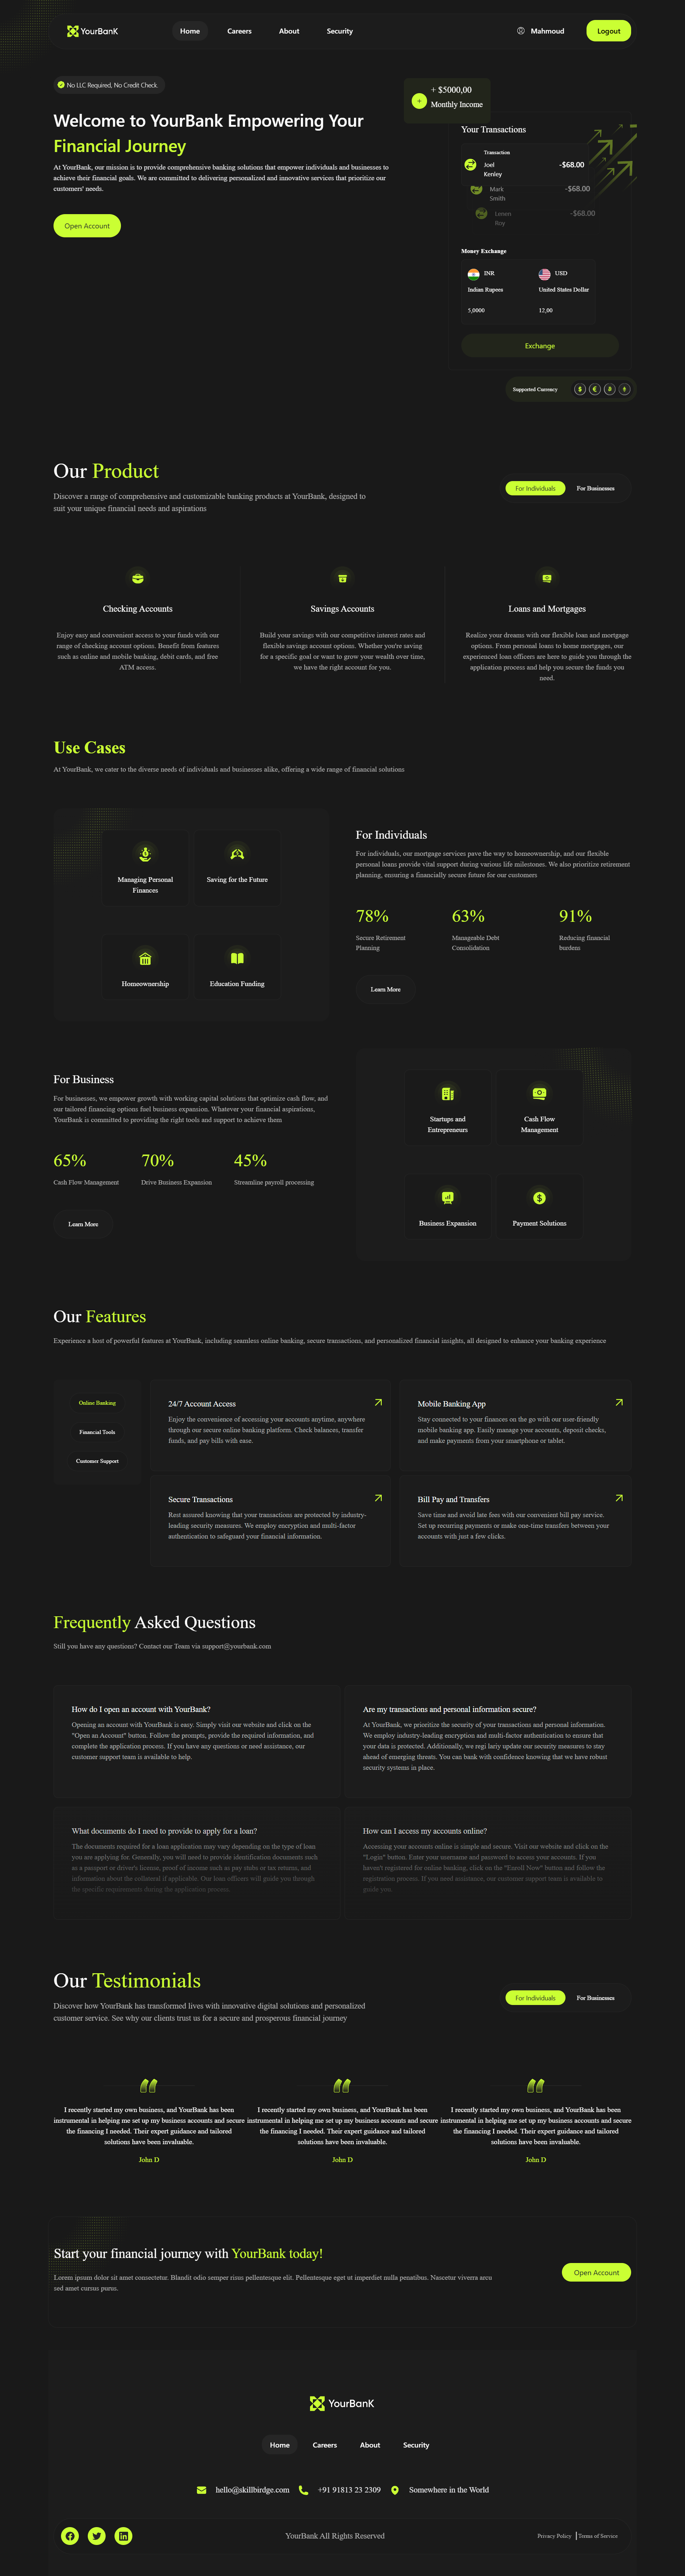 YourBanK
Home
Careers
About
Security
Mahmoud
Logout
No LLC Required, No Credit Check.
Welcome to YourBank Empowering Your
Financial Journey
At YourBank, our mission is to provide comprehensive banking solutions that empower individuals and businesses to
achieve their financial goals. We are committed to delivering personalized and innovative services that prioritize our
customers' needs.
Open Account
+ $5000,00
Monthly Income
Your Transactions
Transaction
Joel
Kenley
-$68.00
Mark
Smith
-$68.00
Lenen
Roy
-$68.00
Money Exchange
INR
Indian Rupees
5,0000
USD
United States Dollar
12,00
Exchange
Supported Currency
Our Product
Discover a range of comprehensive and customizable banking products at YourBank, designed to
suit your unique financial needs and aspirations
For Individuals
For Businesses
Checking Accounts
Enjoy easy and convenient access to your funds with our
range of checking account options. Benefit from features
such as online and mobile banking, debit cards, and free
ATM access.
Savings Accounts
Build your savings with our competitive interest rates and
flexible savings account options. Whether you're saving
for a specific goal or want to grow your wealth over time,
we have the right account for you.
Loans and Mortgages
Realize your dreams with our flexible loan and mortgage
options. From personal loans to home mortgages, our
experienced loan officers are here to guide you through the
application process and help you secure the funds you
need.
Use Cases
At YourBank, we cater to the diverse needs of individuals and businesses alike, offering a wide range of financial solutions
Managing Personal
Finances
Saving for the Future
Homeownership
Education Funding
For Individuals
For individuals, our mortgage services pave the way to homeownership, and our flexible
personal loans provide vital support during various life milestones. We also prioritize retirement
planning, ensuring a financially secure future for our customers
78%
Secure Retirement
Planning
63%
Manageable Debt
Consolidation
91%
Reducing financial
burdens
Learn More
For Business
For businesses, we empower growth with working capital solutions that optimize cash flow, and
our tailored financing options fuel business expansion. Whatever your financial aspirations,
YourBank is committed to providing the right tools and support to achieve them
65%
Cash Flow Management
70%
Drive Business Expansion
45%
Streamline payroll processing
Learn More
Startups and
Entrepreneurs
Cash Flow
Management
Business Expansion
Payment Solutions
Our Features
Experience a host of powerful features at YourBank, including seamless online banking, secure transactions, and personalized financial insights, all designed to enhance your banking experience
Online Banking
Financial Tools
Customer Support
24/7 Account Access
Enjoy the convenience of accessing your accounts anytime, anywhere
through our secure online banking platform. Check balances, transfer
funds, and pay bills with ease.
Mobile Banking App
Stay connected to your finances on the go with our user-friendly
mobile banking app. Easily manage your accounts, deposit checks,
and make payments from your smartphone or tablet.
Secure Transactions
Rest assured knowing that your transactions are protected by industry-
leading security measures. We employ encryption and multi-factor
authentication to safeguard your financial information.
Bill Pay and Transfers
Save time and avoid late fees with our convenient bill pay service.
Set up recurring payments or make one-time transfers between your
accounts with just a few clicks.
Frequently Asked Questions
Still you have any questions? Contact our Team via support@yourbank.com
How do I open an account with YourBank?
Opening an account with YourBank is easy. Simply visit our website and click on the
"Open an Account" button. Follow the prompts, provide the required information, and
complete the application process. If you have any questions or need assistance, our
customer support team is available to help.
Are my transactions and personal information secure?
At YourBank, we prioritize the security of your transactions and personal information.
We employ industry-leading encryption and multi-factor authentication to ensure that
your data is protected. Additionally, we regi lariy update our security measures to stay
ahead of emerging threats. You can bank with confidence knowing that we have robust
security systems in place.
What documents do I need to provide to apply for a loan?
The documents required for a loan application may vary depending on the type of loan
you are applying for. Generally, you will need to provide identification documents such
as a passport or driver's license, proof of income such as pay stubs or tax returns, and
information about the collateral if applicable. Our loan officers will guide you through
the specific requirements during the application process.
How can I access my accounts online?
Accessing your accounts online is simple and secure. Visit our website and click on the
"Login" button. Enter your username and password to access your accounts. If you
haven't registered for online banking, click on the "Enroll Now" button and follow the
registration process. If you need assistance, our customer support team is available to
guide you.
Our Testimonials
Discover how YourBank has transformed lives with innovative digital solutions and personalized
customer service. See why our clients trust us for a secure and prosperous financial journey
For Individuals
For Businesses
I recently started my own business, and YourBank has been
instrumental in helping me set up my business accounts and secure
the financing I needed. Their expert guidance and tailored
solutions have been invaluable.
John D
I recently started my own business, and YourBank has been
instrumental in helping me set up my business accounts and secure
the financing I needed. Their expert guidance and tailored
solutions have been invaluable.
John D
I recently started my own business, and YourBank has been
instrumental in helping me set up my business accounts and secure
the financing I needed. Their expert guidance and tailored
solutions have been invaluable.
John D
Start your financial journey with YourBank today!
Lorem ipsum dolor sit amet consectetur. Blandit odio semper risus pellentesque elit. Pellentesque eget ut imperdiet nulla penatibus. Nascetur viverra arcu
sed amet cursus purus.
Open Account
YourBanK
Home
Careers
About
Security
hello@skillbirdge.com
+91 91813 23 2309
Somewhere in the World
YourBank All Rights Reserved
Privacy Policy
Terms of Service